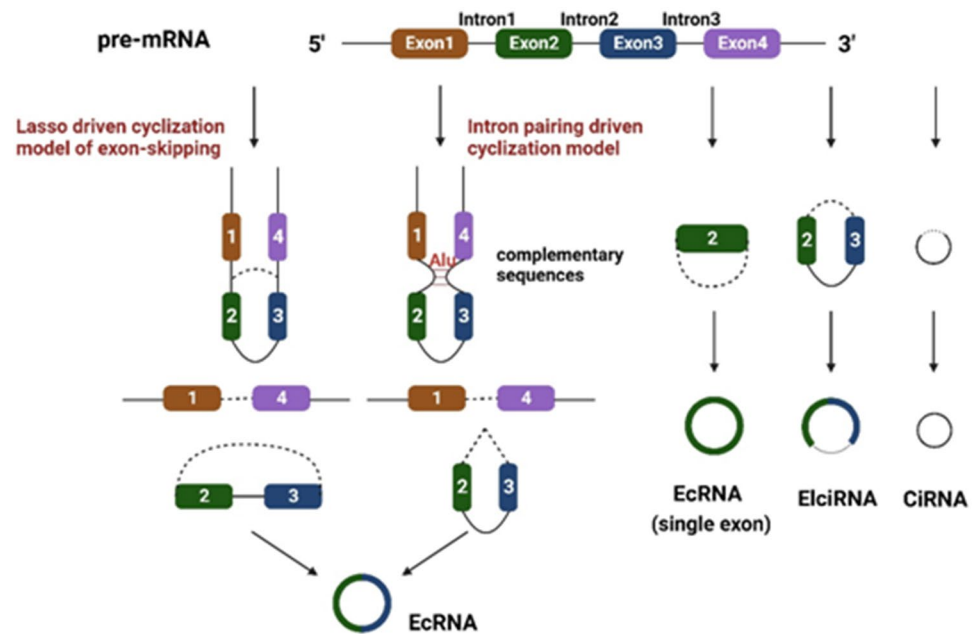 Intron1 Intron2 Intron3
pre-mRNA 5' Exon1 Exon2 Exon3 Exon4 3'
Lasso driven cyclization
model of exon-skipping
Intron pairing driven
cyclization model
1 4
2 3
1 4
Alu
2 3
complementary
sequences
2
2 3
1 4
1 4
2 3
2 3
EcRNA
EcRNA
(single exon)
ElciRNA
CiRNA